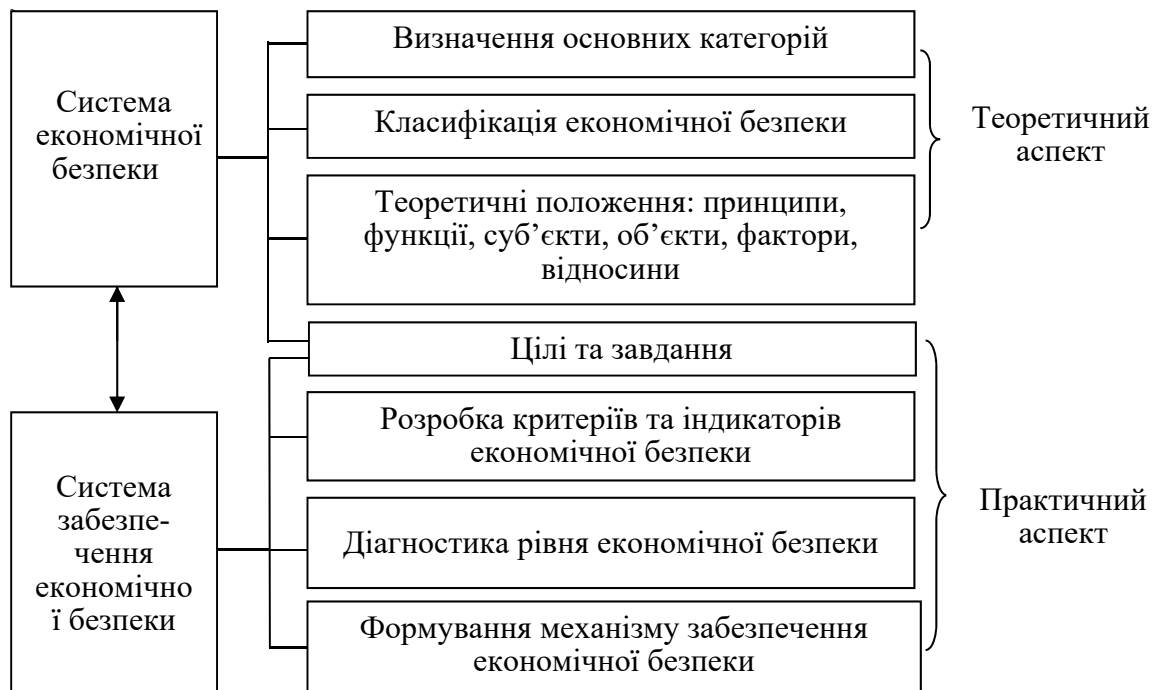 Система
економічної
безпеки
Визначення основних категорій
Класифікація економічної безпеки
Теоретичні положення: принципи,
функції, суб’єкти, об’єкти, фактори,
відносини
Теоретичний
аспект
Цілі та завдання
Система
забезпе-
чення
економічно
ї безпеки
Розробка критеріїв та індикаторів
економічної безпеки
Діагностика рівня економічної безпеки
Формування механізму забезпечення
економічної безпеки
Практичний
аспект